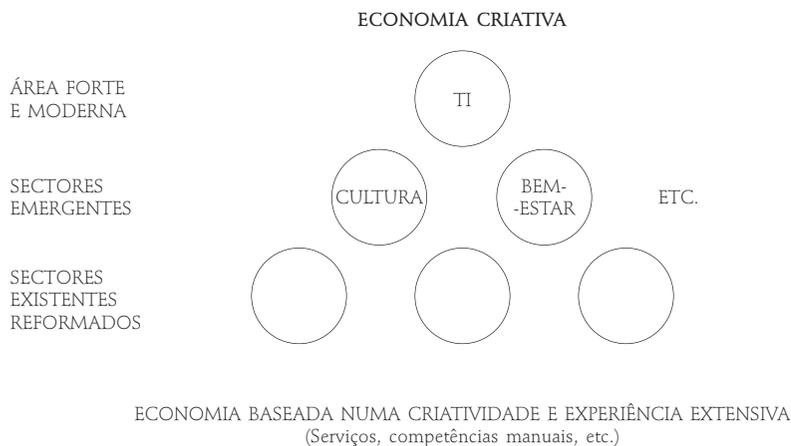 ECONOMIA CRIATIVA
ÁREA FORTE
E MODERNA
TI
SECTORES
EMERGENTES
CULTURA
BEM-
-ESTAR
ETC.
SECTORES
EXISTENTES
REFORMADOS
ECONOMIA BASEADA NUMA CRIATIVIDADE E EXPERIÊNCIA EXTENSIVA
(Serviços, competências manuais, etc.)